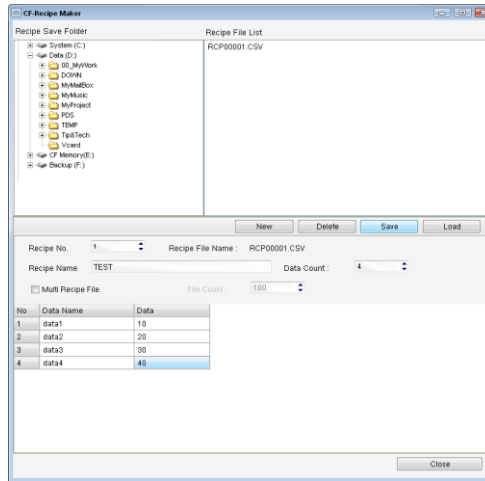 CF-Recipe Maker
Recipe Save Folder
Recipe File List
System (C:)
Data (D:)
00_MyWork
DOWN
MyMailBox
MyMusic
MyProject
PDS
TEMP
Tip&Tech
Vcard
CF Memory(E:)
Backup (F:)
RCP00001.CSV
New Delete Save Load
Recipe No. 1 Recipe File Name : RCP00001.CSV
Recipe Name TEST Data Count : 4
Multi Recipe File. File Count : 100
No Data Name Data
1 data1 10
2 data2 20
3 data3 30
4 data4 40
Close